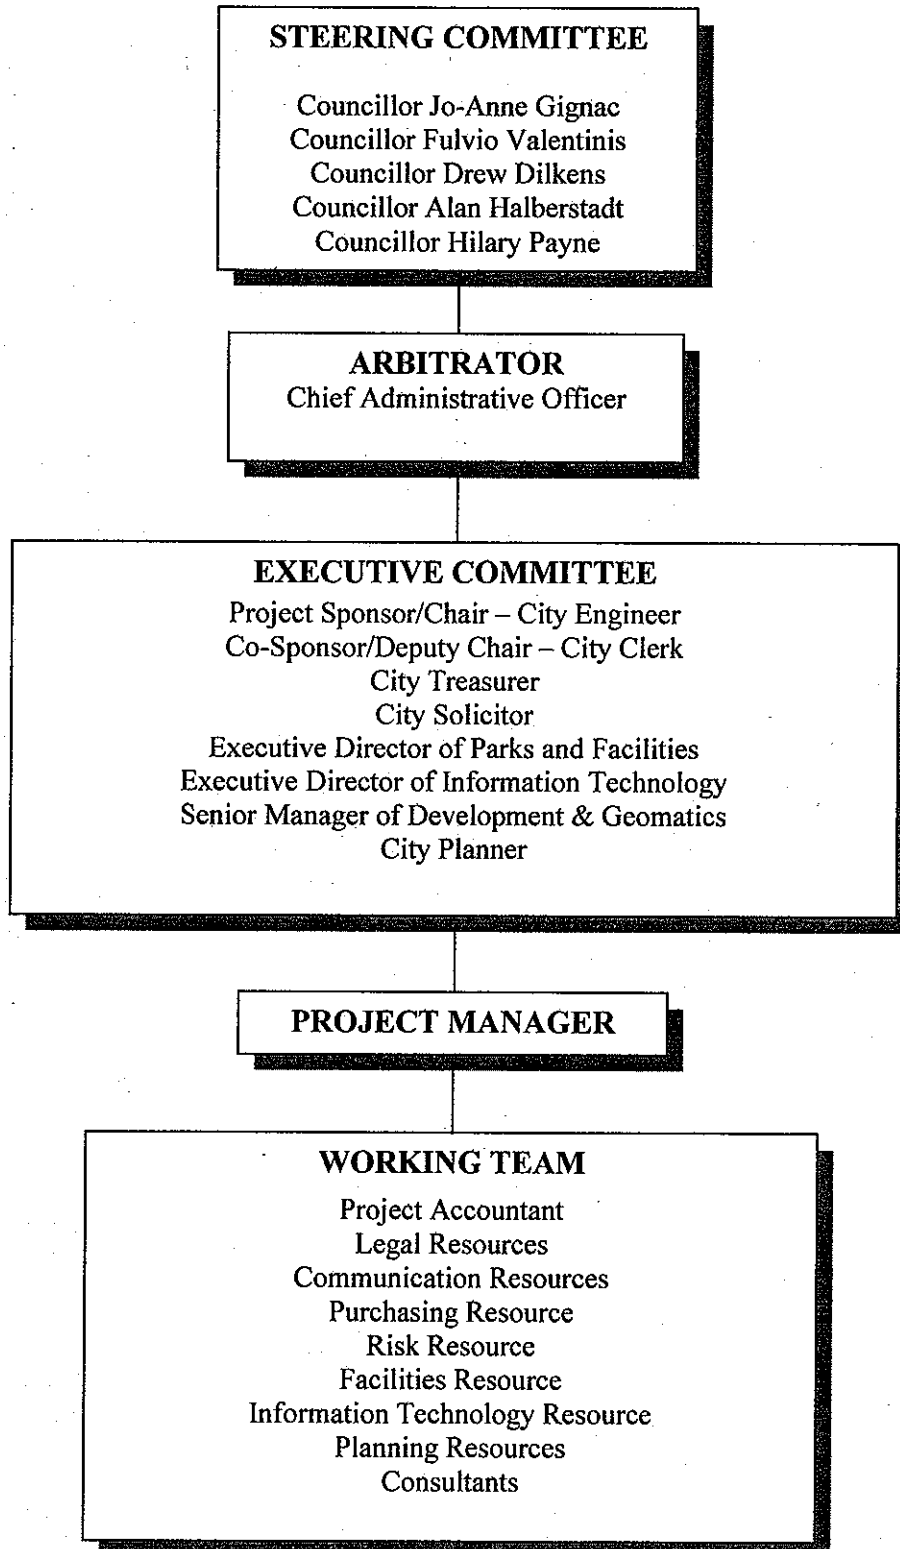 STEERING COMMITTEE
Councillor Jo-Anne Gignac
Councillor Fulvio Valentinis
Councillor Drew Dilkens
Councillor Alan Halberstadt
Councillor Hilary Payne
ARBITRATOR
Chief Administrative Officer
EXECUTIVE COMMITTEE
Project Sponsor/Chair – City Engineer
Co-Sponsor/Deputy Chair – City Clerk
City Treasurer
City Solicitor
Executive Director of Parks and Facilities
Executive Director of Information Technology
Senior Manager of Development & Geomatics
City Planner
PROJECT MANAGER
WORKING TEAM
Project Accountant
Legal Resources
Communication Resources
Purchasing Resource
Risk Resource
Facilities Resource
Information Technology Resource
Planning Resources
Consultants